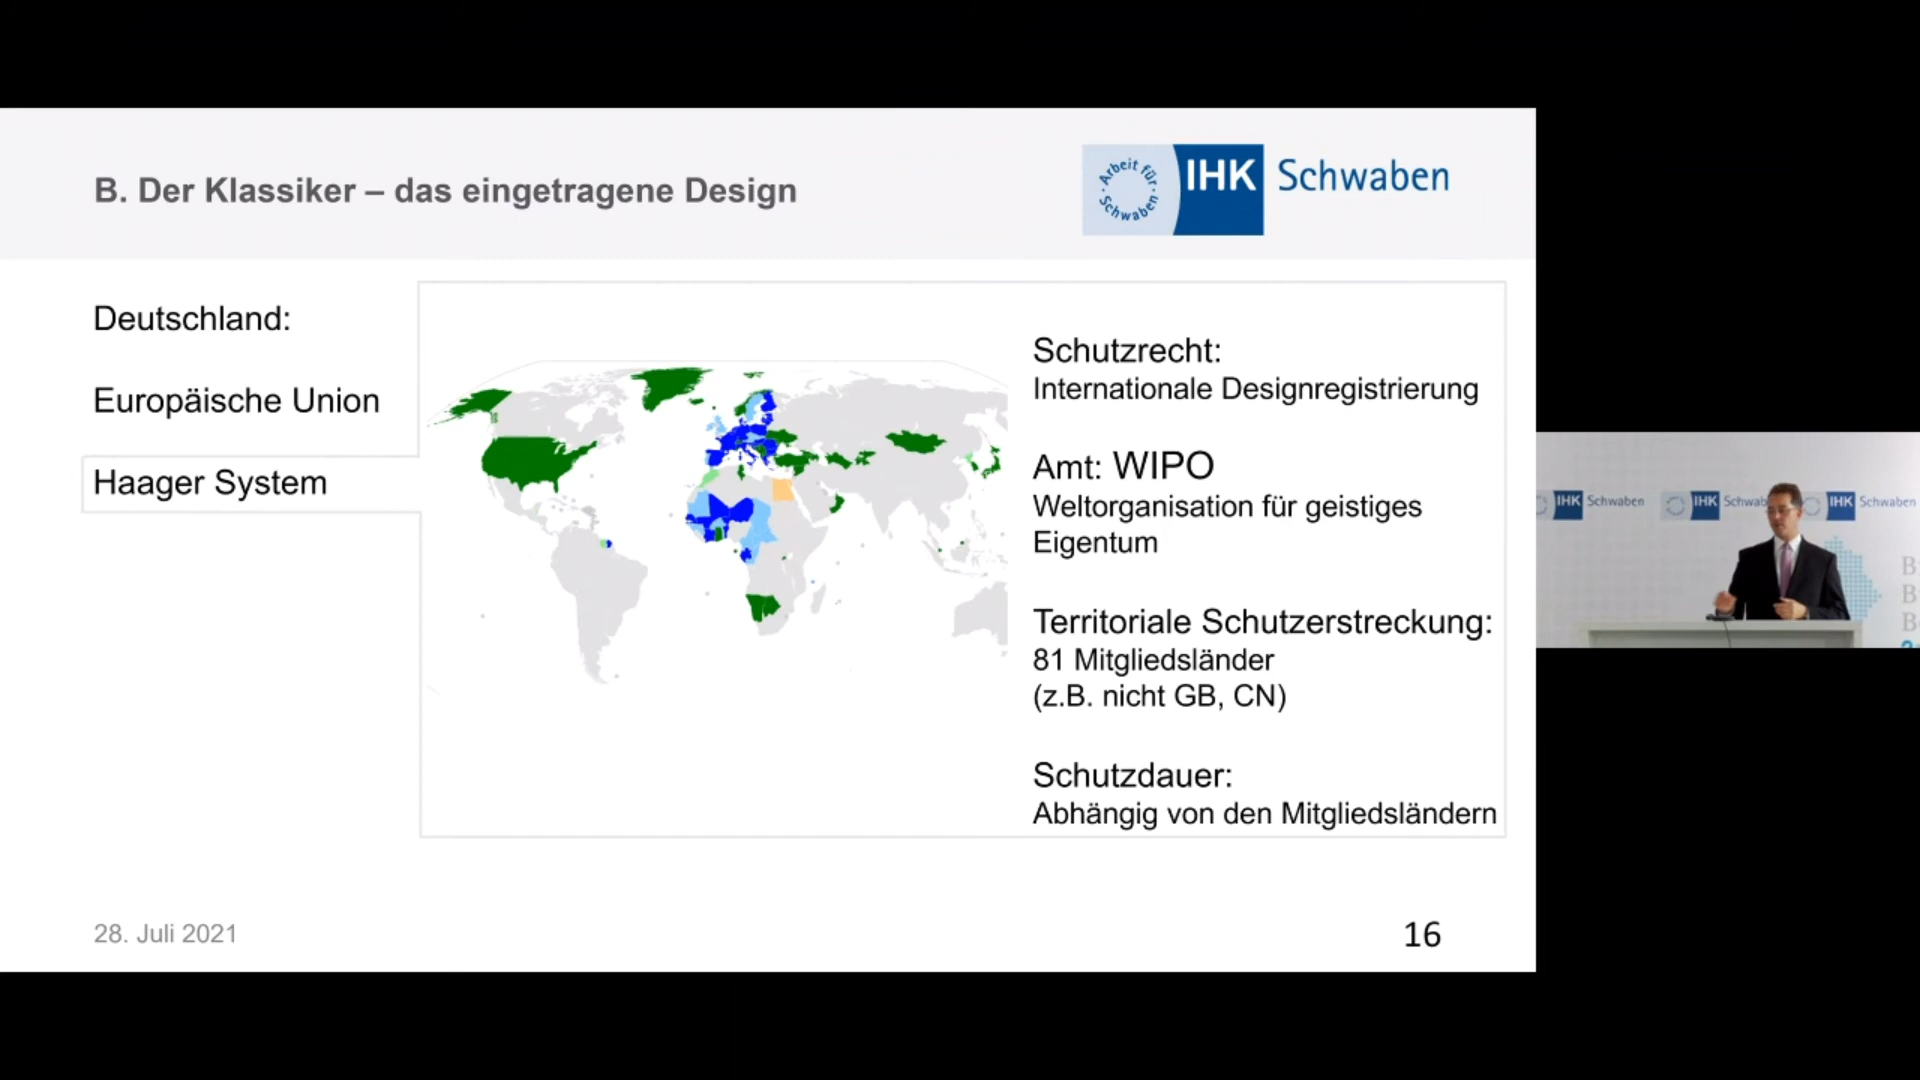 B. Der Klassiker – das eingetragene Design
Arbeit für Schwaben
IHK Schwaben
Deutschland:
Europäische Union
Haager System
Schutzrecht:
Internationale Designregistrierung
Amt: WIPO
Weltorganisation für geistiges
Eigentum
Territoriale Schutzerstreckung:
81 Mitgliedsländer
(z.B. nicht GB, CN)
Schutzdauer:
Abhängig von den Mitgliedsländern
28. Juli 2021
16
IHK Schwaben
IHK Schwab
IHK Schwaben